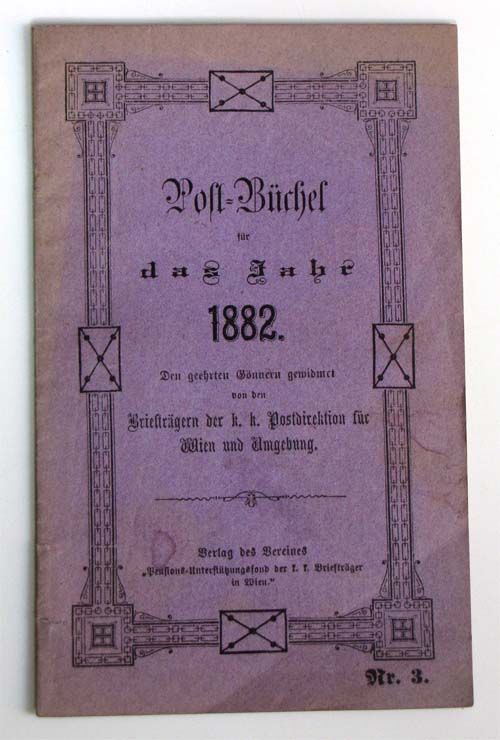 Post-Büchel
für
das Jahr
1882.
Den geehrten Gönnern gewidmet
von den
Briefträgern der k. k. Postdirektion für
Wien und Umgebung.
Verlag des Vereines
„Pensions-Unterstützungsfond der k. k. Briefträger
in Wien."
Nr. 3.